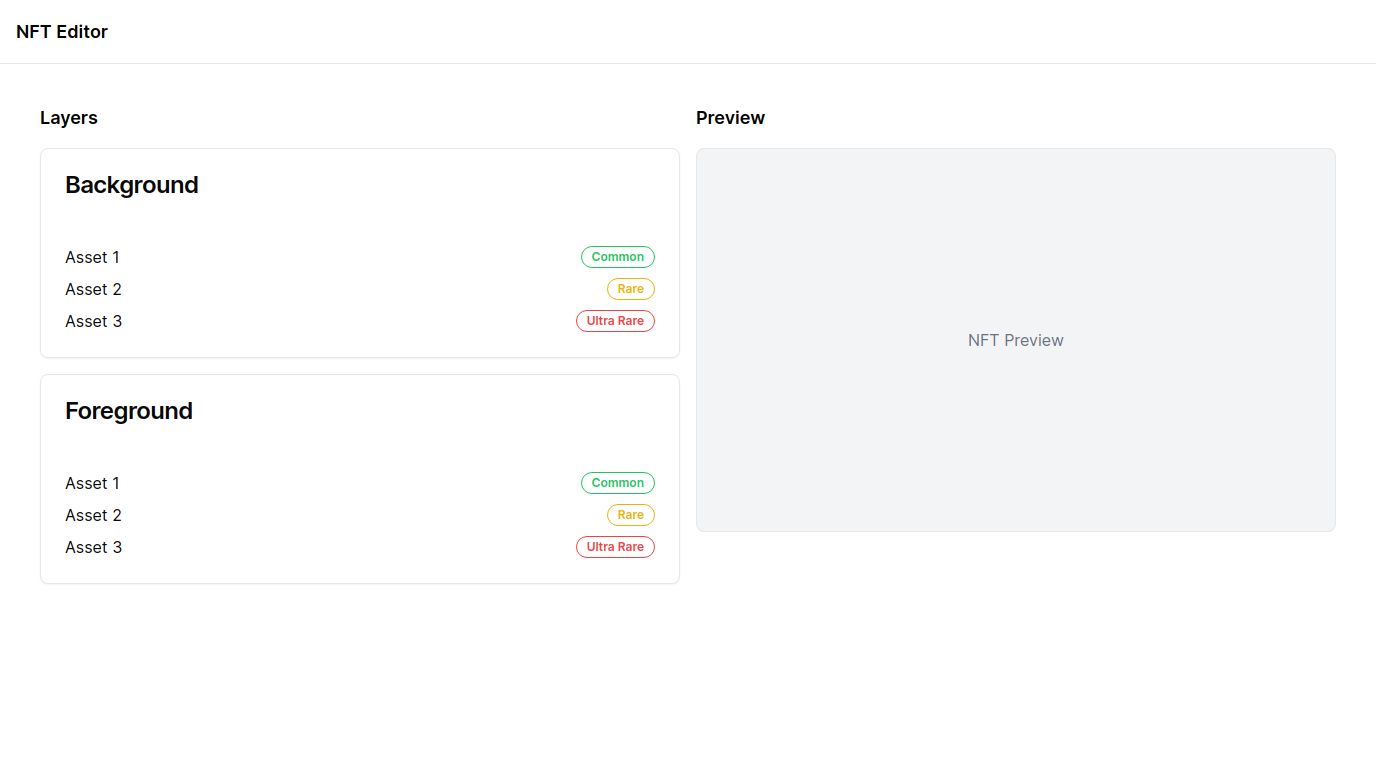 NFT Editor
Layers
Background
Asset 1 Common
Asset 2 Rare
Asset 3 Ultra Rare
Foreground
Asset 1 Common
Asset 2 Rare
Asset 3 Ultra Rare
Preview
NFT Preview